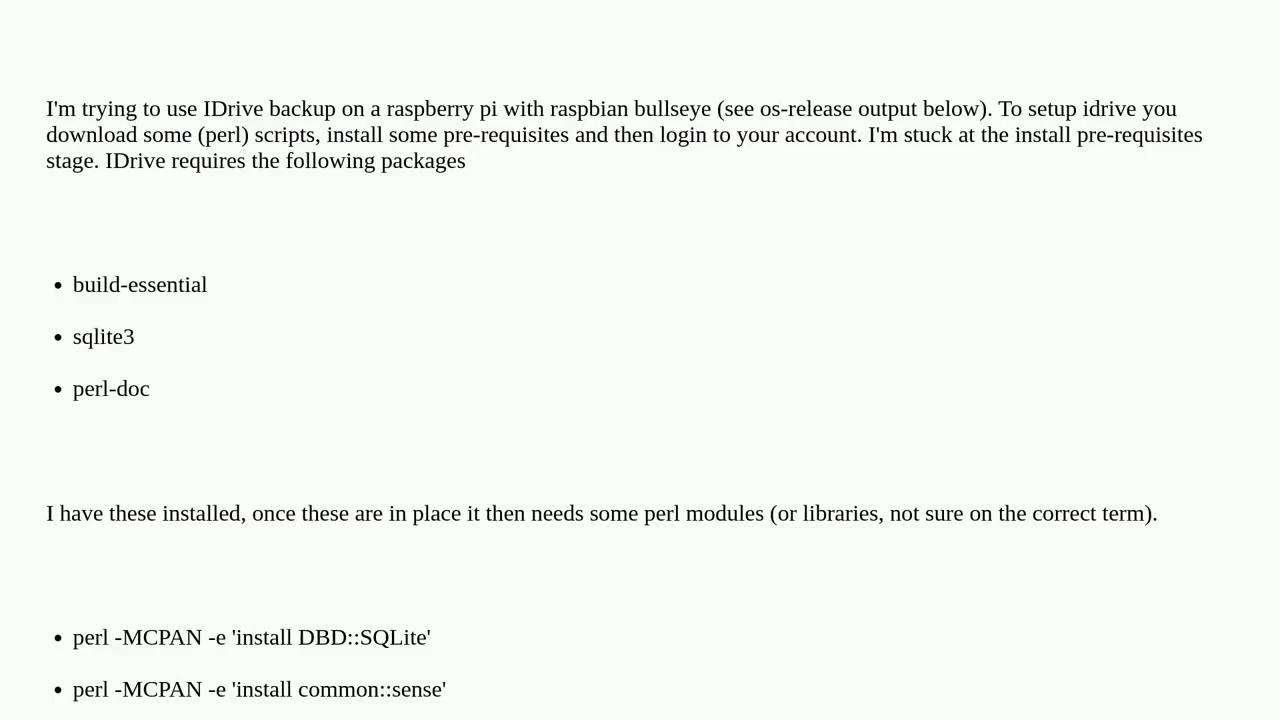 I'm trying to use IDrive backup on a raspberry pi with raspbian bullseye (see os-release output below). To setup idrive you
download some (perl) scripts, install some pre-requisites and then login to your account. I'm stuck at the install pre-requisites
stage. IDrive requires the following packages
• build-essential
• sqlite3
• perl-doc
I have these installed, once these are in place it then needs some perl modules (or libraries, not sure on the correct term).
• perl -MCPAN -e 'install DBD::SQLite'
• perl -MCPAN -e 'install common::sense'